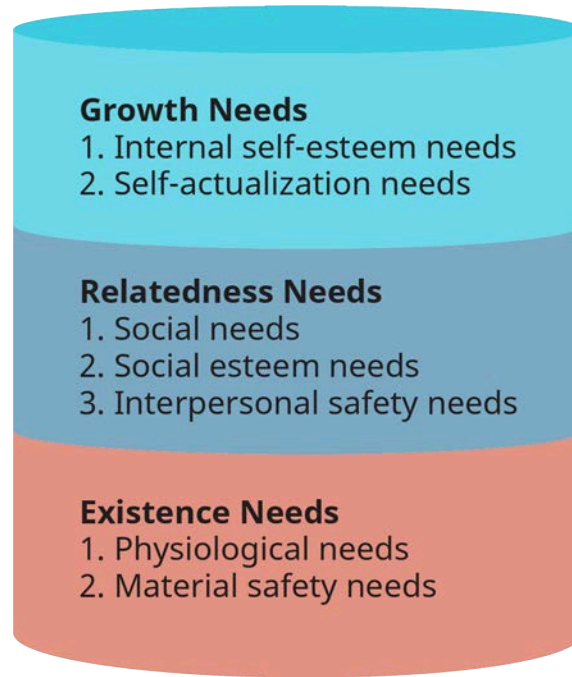 Growth Needs
1. Internal self-esteem needs
2. Self-actualization needs
Relatedness Needs
1. Social needs
2. Social esteem needs
3. Interpersonal safety needs
Existence Needs
1. Physiological needs
2. Material safety needs